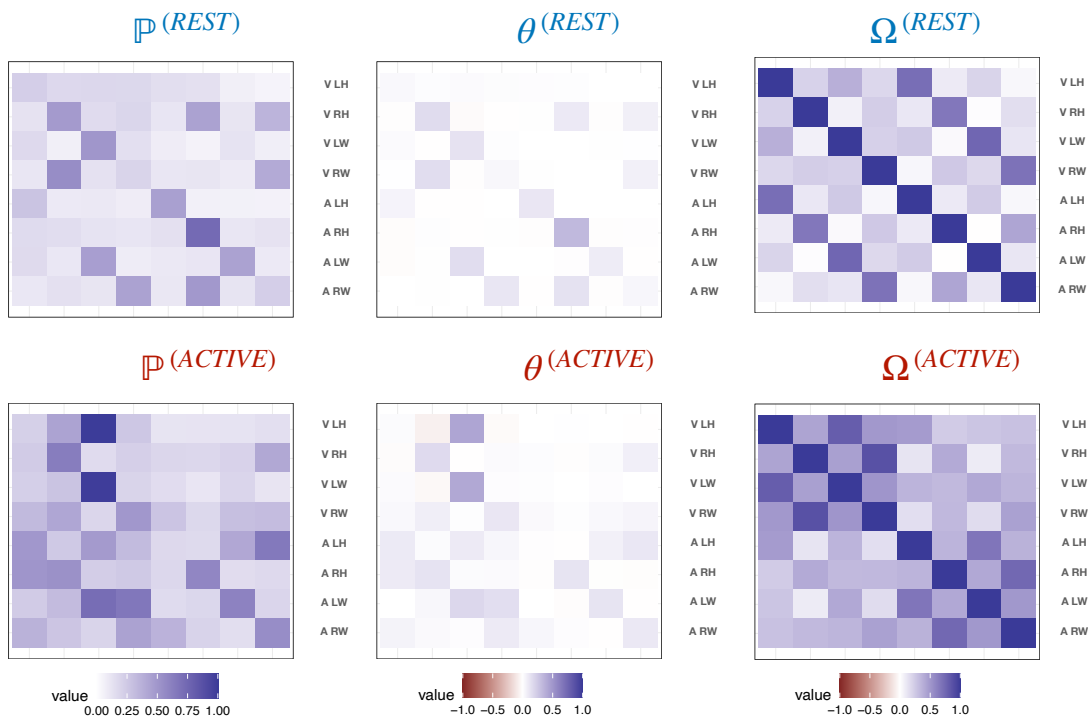 ℙ(REST) θ(REST) Ω(REST)
V LH V LH V LH
V RH V RH V RH
V LW V LW V LW
V RW V RW V RW
A LH A LH A LH
A RH A RH A RH
A LW A LW A LW
A RW A RW A RW
ℙ(ACTIVE) θ(ACTIVE) Ω(ACTIVE)
V LH V LH V LH
V RH V RH V RH
V LW V LW V LW
V RW V RW V RW
A LH A LH A LH
A RH A RH A RH
A LW A LW A LW
A RW A RW A RW
value value value
0.00 0.25 0.50 0.75 1.00 −1.0 −0.5 0.0 0.5 1.0 −1.0 −0.5 0.0 0.5 1.0